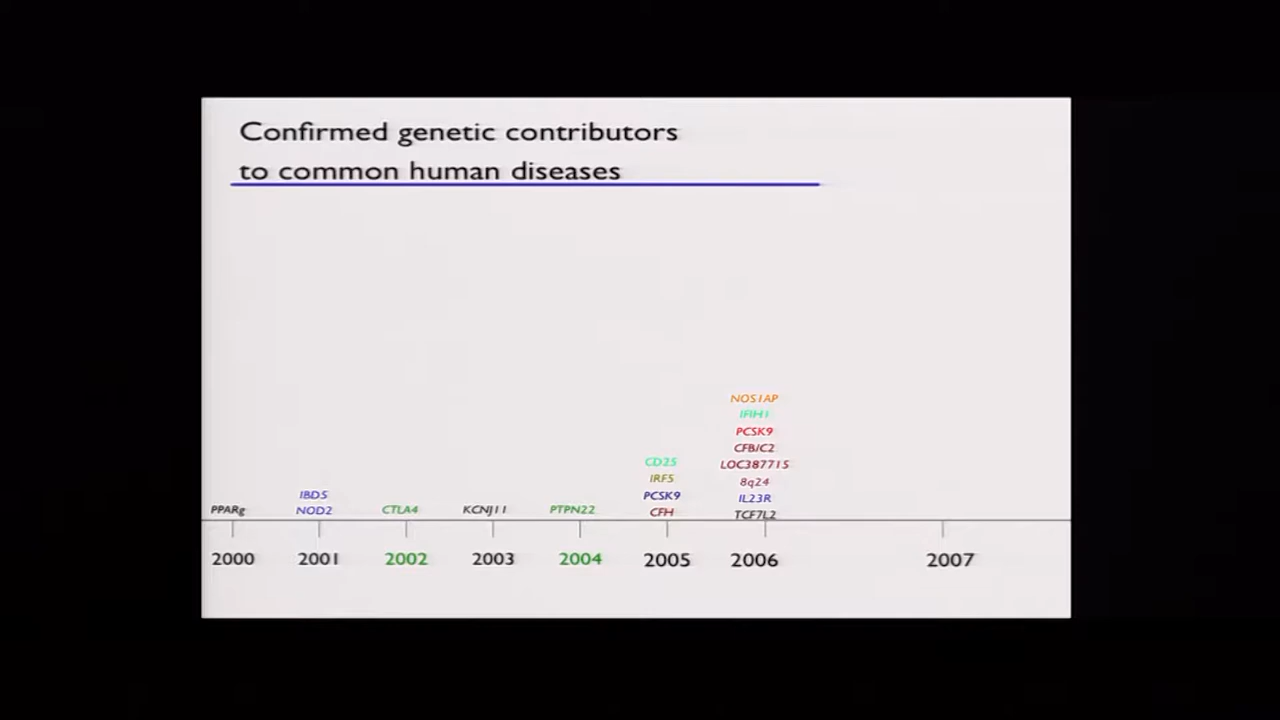 Confirmed genetic contributors
to common human diseases
NOS1AP
IFIH1
PCSK9
CFB/C2
CD25
LOC387715
IRF5
8q24
IBD5
PCSK9
IL23R
PPARg
NOD2
CTLA4
KCNJ11
PTPN22
CFH
TCF7L2
2000 2001 2002 2003 2004 2005 2006 2007